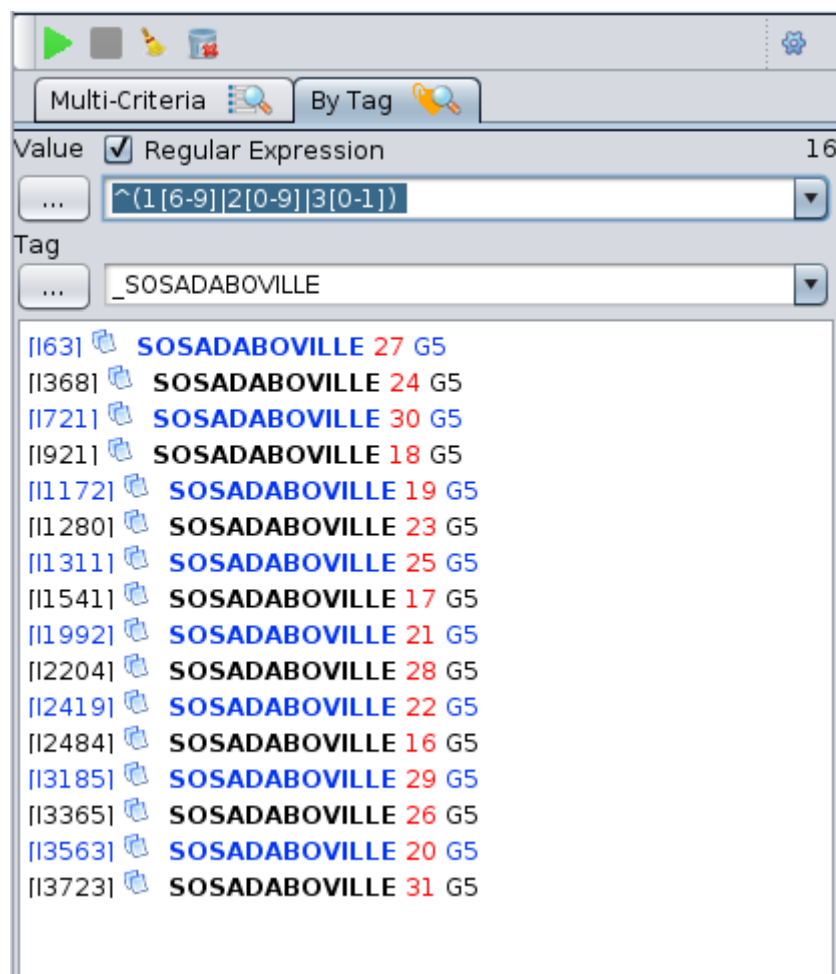 Multi-Criteria By Tag
Value Regular Expression 16
... ^(1[6-9]|2[0-9]|3[0-1])
Tag
... _SOSADABOVILLE
[I63] SOSADABOVILLE 27 G5
[I368] SOSADABOVILLE 24 G5
[I721] SOSADABOVILLE 30 G5
[I921] SOSADABOVILLE 18 G5
[I1172] SOSADABOVILLE 19 G5
[I1280] SOSADABOVILLE 23 G5
[I1311] SOSADABOVILLE 25 G5
[I1541] SOSADABOVILLE 17 G5
[I1992] SOSADABOVILLE 21 G5
[I2204] SOSADABOVILLE 28 G5
[I2419] SOSADABOVILLE 22 G5
[I2484] SOSADABOVILLE 16 G5
[I3185] SOSADABOVILLE 29 G5
[I3365] SOSADABOVILLE 26 G5
[I3563] SOSADABOVILLE 20 G5
[I3723] SOSADABOVILLE 31 G5